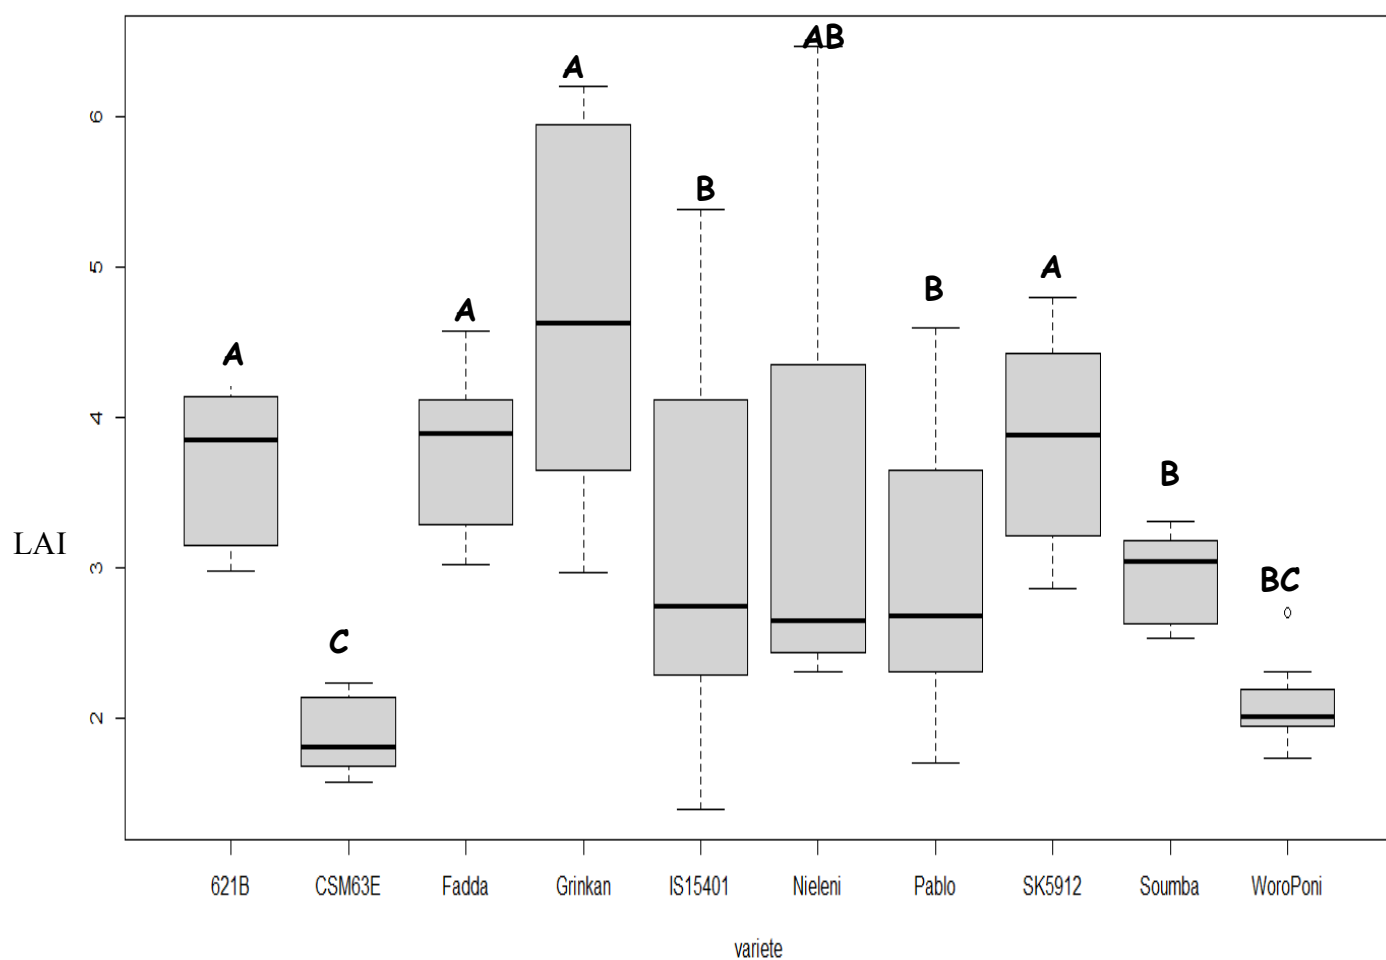 AB
A
B
A
B
A
A
B
BC
C
6
5
4
3
2
LAI
621B CSM63E Fadda Grinkan IS15401 Nieleni Pablo SK5912 Soumba WoroPoni
variete